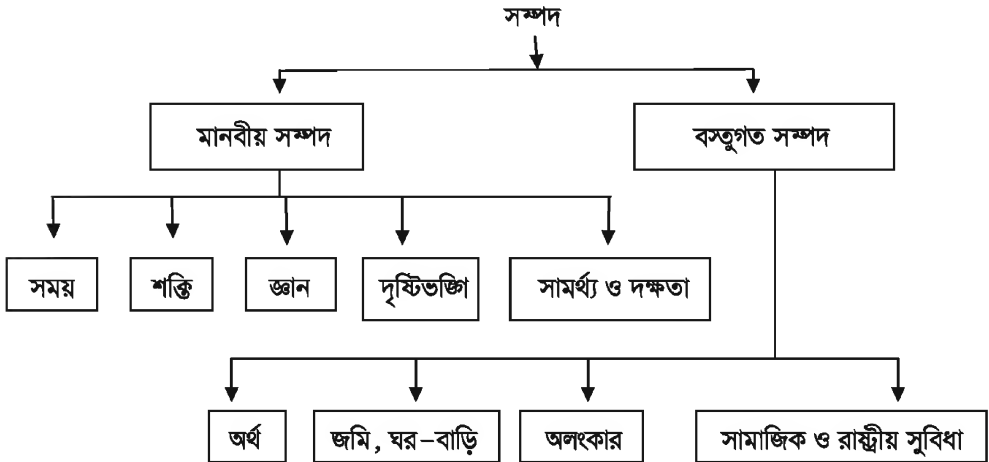 সম্পদ
মানবীয় সম্পদ
বস্তুগত সম্পদ
সময়
শক্তি
জ্ঞান
দৃষ্টিভঙ্গি
সামর্থ্য ও দক্ষতা
অর্থ
জমি, ঘর-বাড়ি
অলংকার
সামাজিক ও রাষ্ট্রীয় সুবিধা